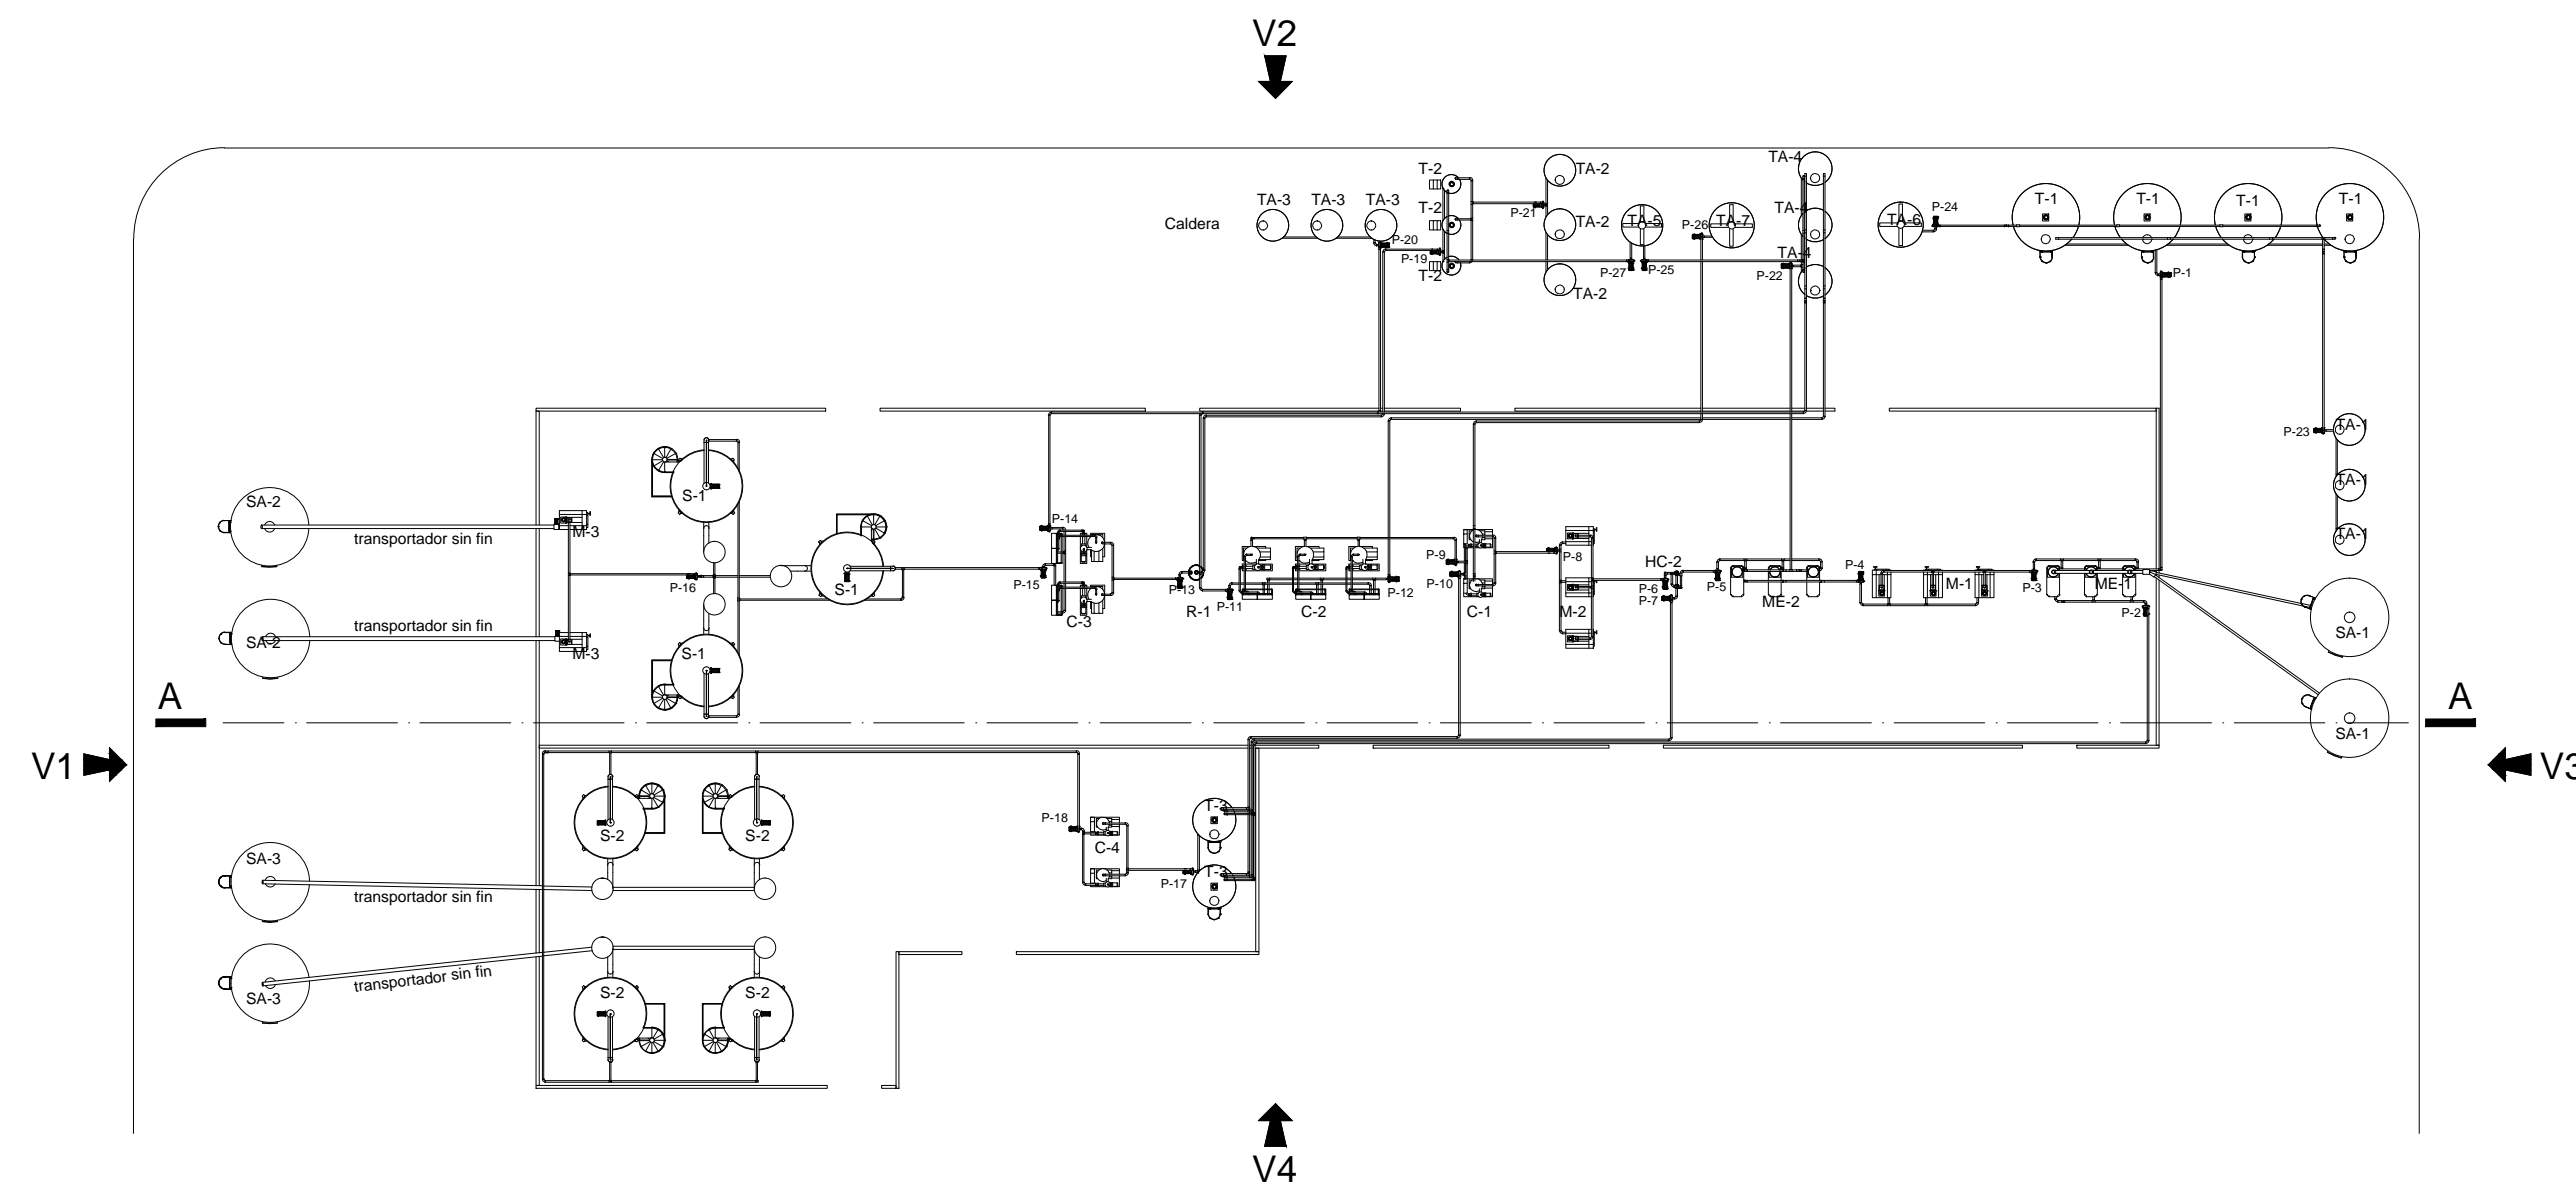 V2
TA-4
T-2
TA-2
T-1
T-1
T-1
T-1
TA-3
TA-3
TA-3
T-2
P-21
TA-4
P-24
Caldera
TA-2
TA-5
P-26
TA-7
TA-6
P-20
P-19
TA-4
T-2
P-27
P-25
P-22
P-1
TA-2
P-23
TA-1
TA-1
TA-1
SA-2
S-1
transportador sin fin
M-3
P-14
P-9
P-8
HC-2
P-4
P-16
S-1
P-15
P-13
R-1
P-11
C-2
P-12
P-10
C-1
M-2
P-6
P-7
P-5
ME-2
M-1
P-3
ME-1
P-2
C-3
transportador sin fin
SA-2
M-3
S-1
SA-1
A
A
SA-1
V1
V3
P-18
S-2
S-2
C-4
SA-3
transportador sin fin
P-17
transportador sin fin
SA-3
S-2
S-2
V4